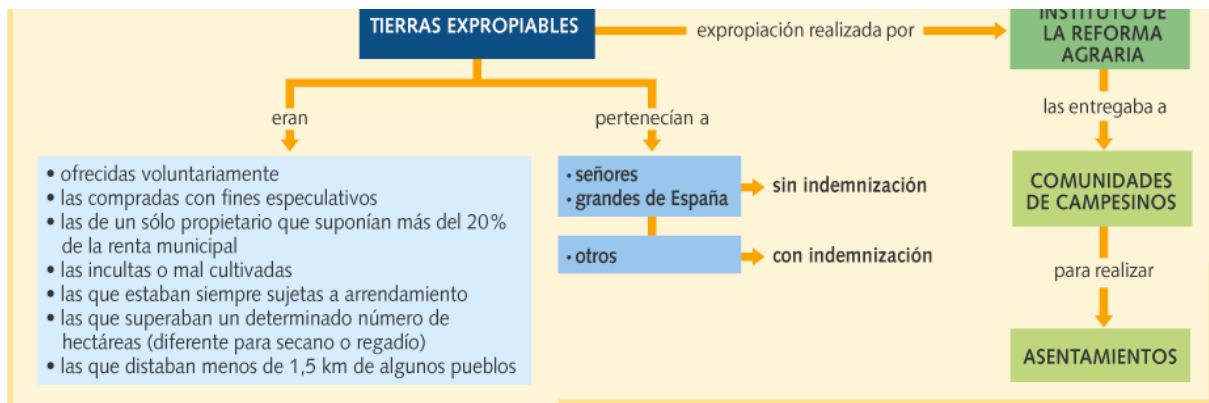 TIERRAS EXPROPIABLES
expropiación realizada por
INSTITUTO DE
LA REFORMA
AGRARIA
eran
pertenecían a
las entregaba a
• ofrecidas voluntariamente
• las compradas con fines especulativos
• las de un sólo propietario que suponían más del 20%
de la renta municipal
• las incultas o mal cultivadas
• las que estaban siempre sujetas a arrendamiento
• las que superaban un determinado número de
hectáreas (diferente para secano o regadío)
• las que distaban menos de 1,5 km de algunos pueblos
• señores
• grandes de España
sin indemnización
• otros
con indemnización
COMUNIDADES
DE CAMPESINOS
para realizar
ASENTAMIENTOS